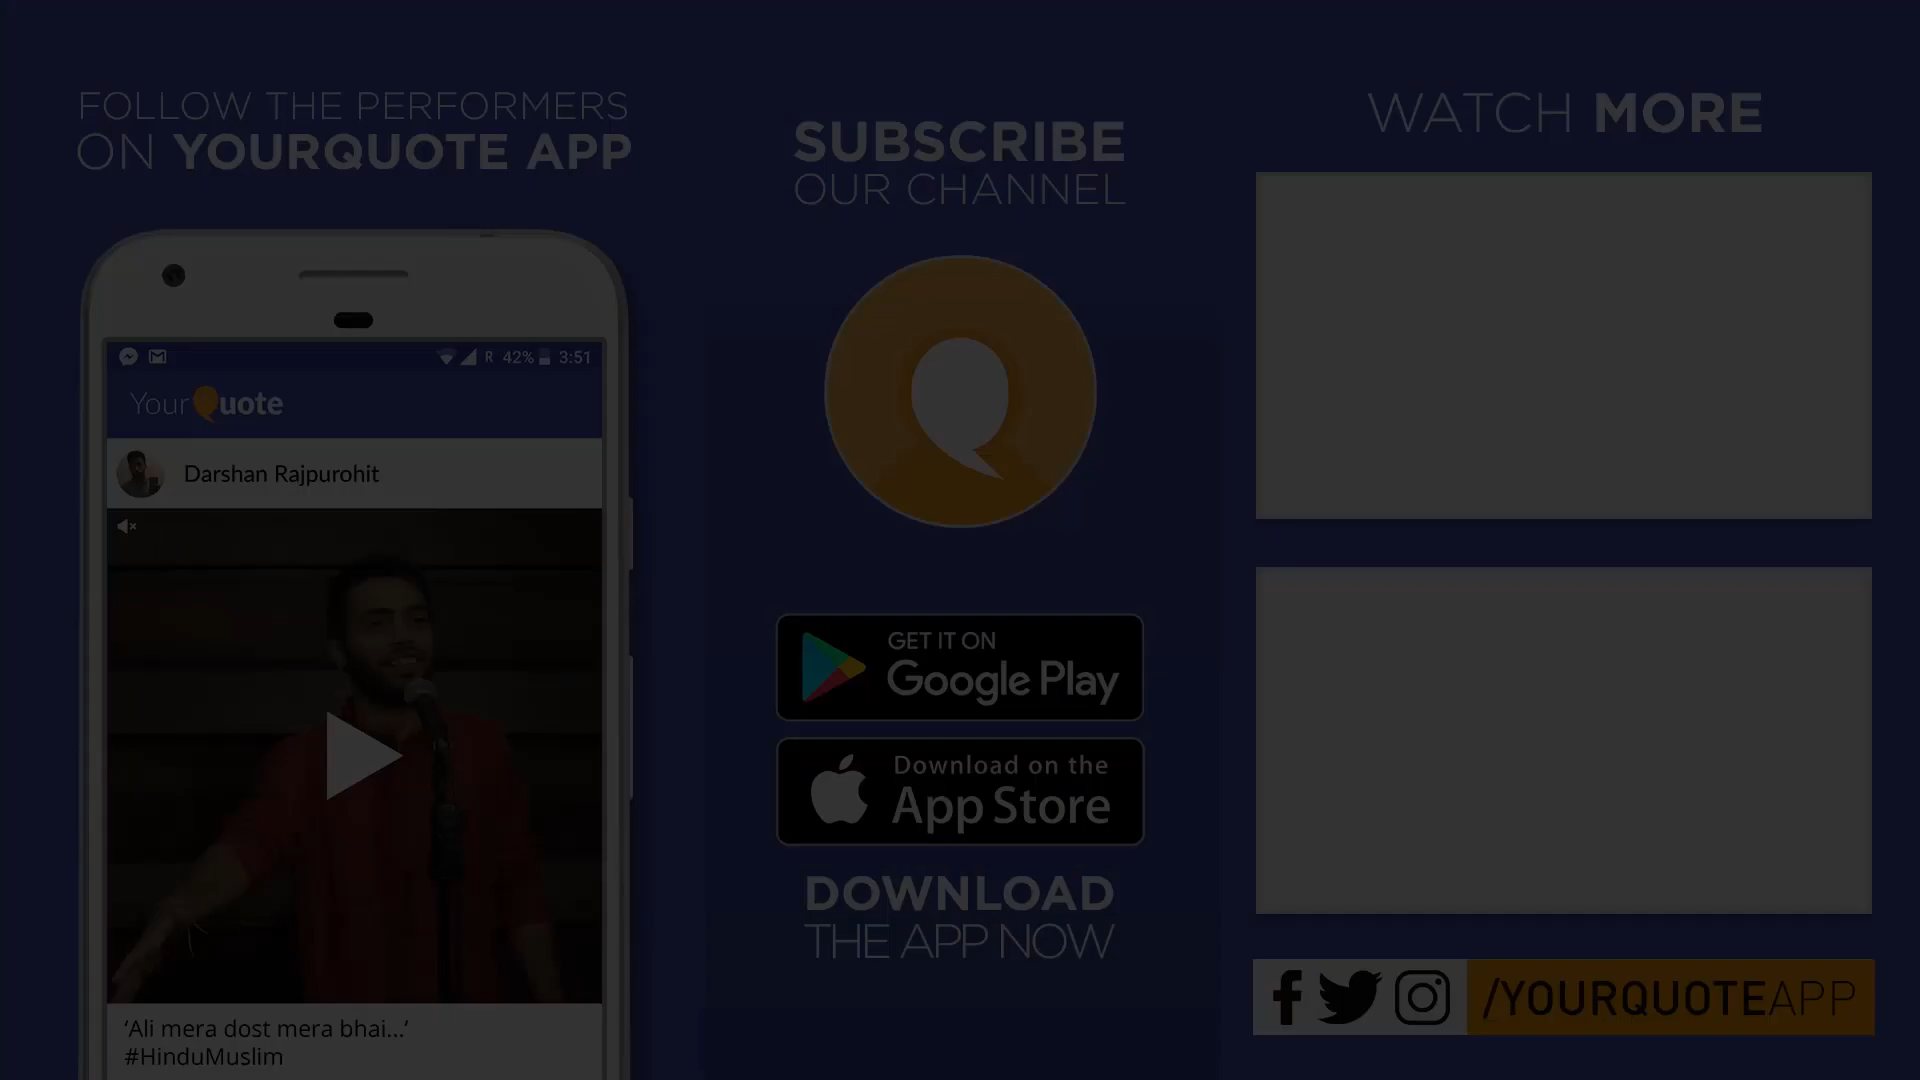 FOLLOW THE PERFORMERS
ON YOURQUOTE APP
R 42% 3:51
YourQuote
Darshan Rajpurohit
'Ali mera dost mera bhai...'
#HinduMuslim
SUBSCRIBE
OUR CHANNEL
GET IT ON
Google Play
Download on the
App Store
DOWNLOAD
THE APP NOW
WATCH MORE
/YOURQUOTEAPP